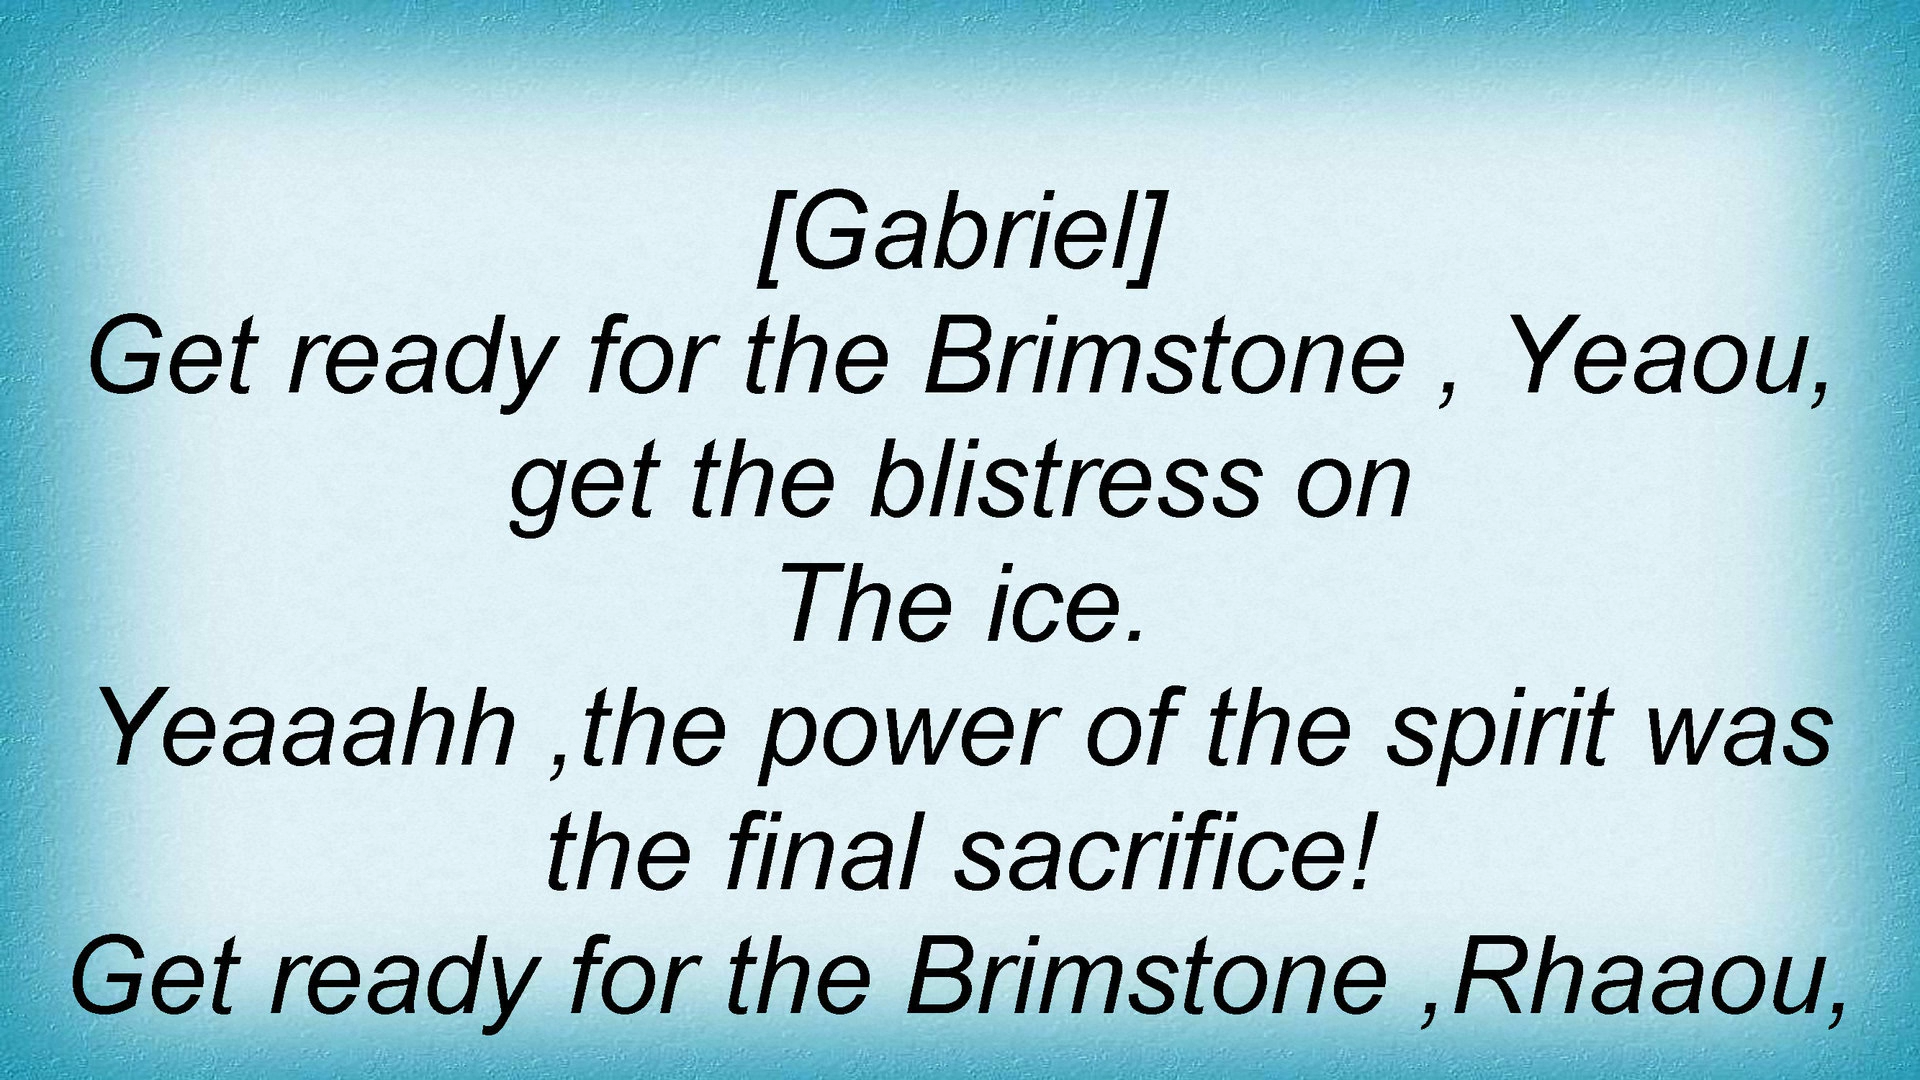 [Gabriel]
Get ready for the Brimstone , Yeaou,
get the blistress on
The ice.
Yeaaahh ,the power of the spirit was
the final sacrifice!
Get ready for the Brimstone ,Rhaaou,